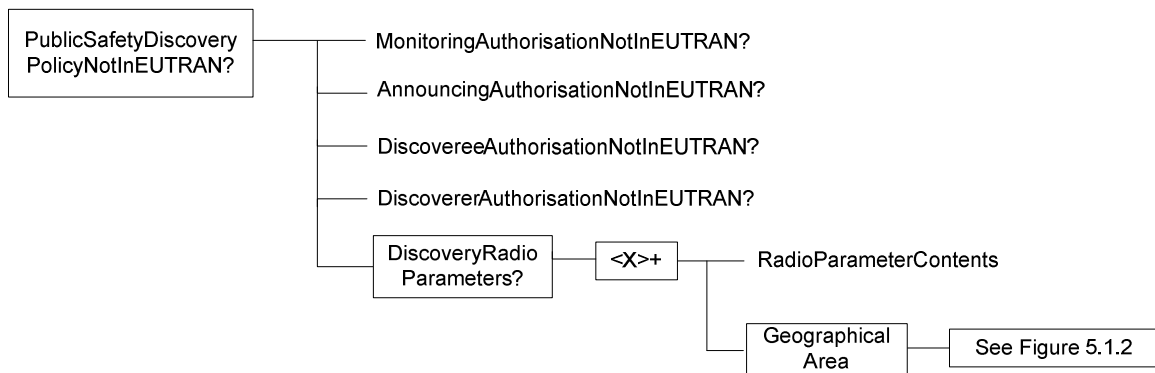 PublicSafetyDiscovery
PolicyNotInEUTRAN?
MonitoringAuthorisationNotInEUTRAN?
AnnouncingAuthorisationNotInEUTRAN?
DiscovereeAuthorisationNotInEUTRAN?
DiscovererAuthorisationNotInEUTRAN?
DiscoveryRadio
Parameters?
<X>+
RadioParameterContents
Geographical
Area
See Figure 5.1.2